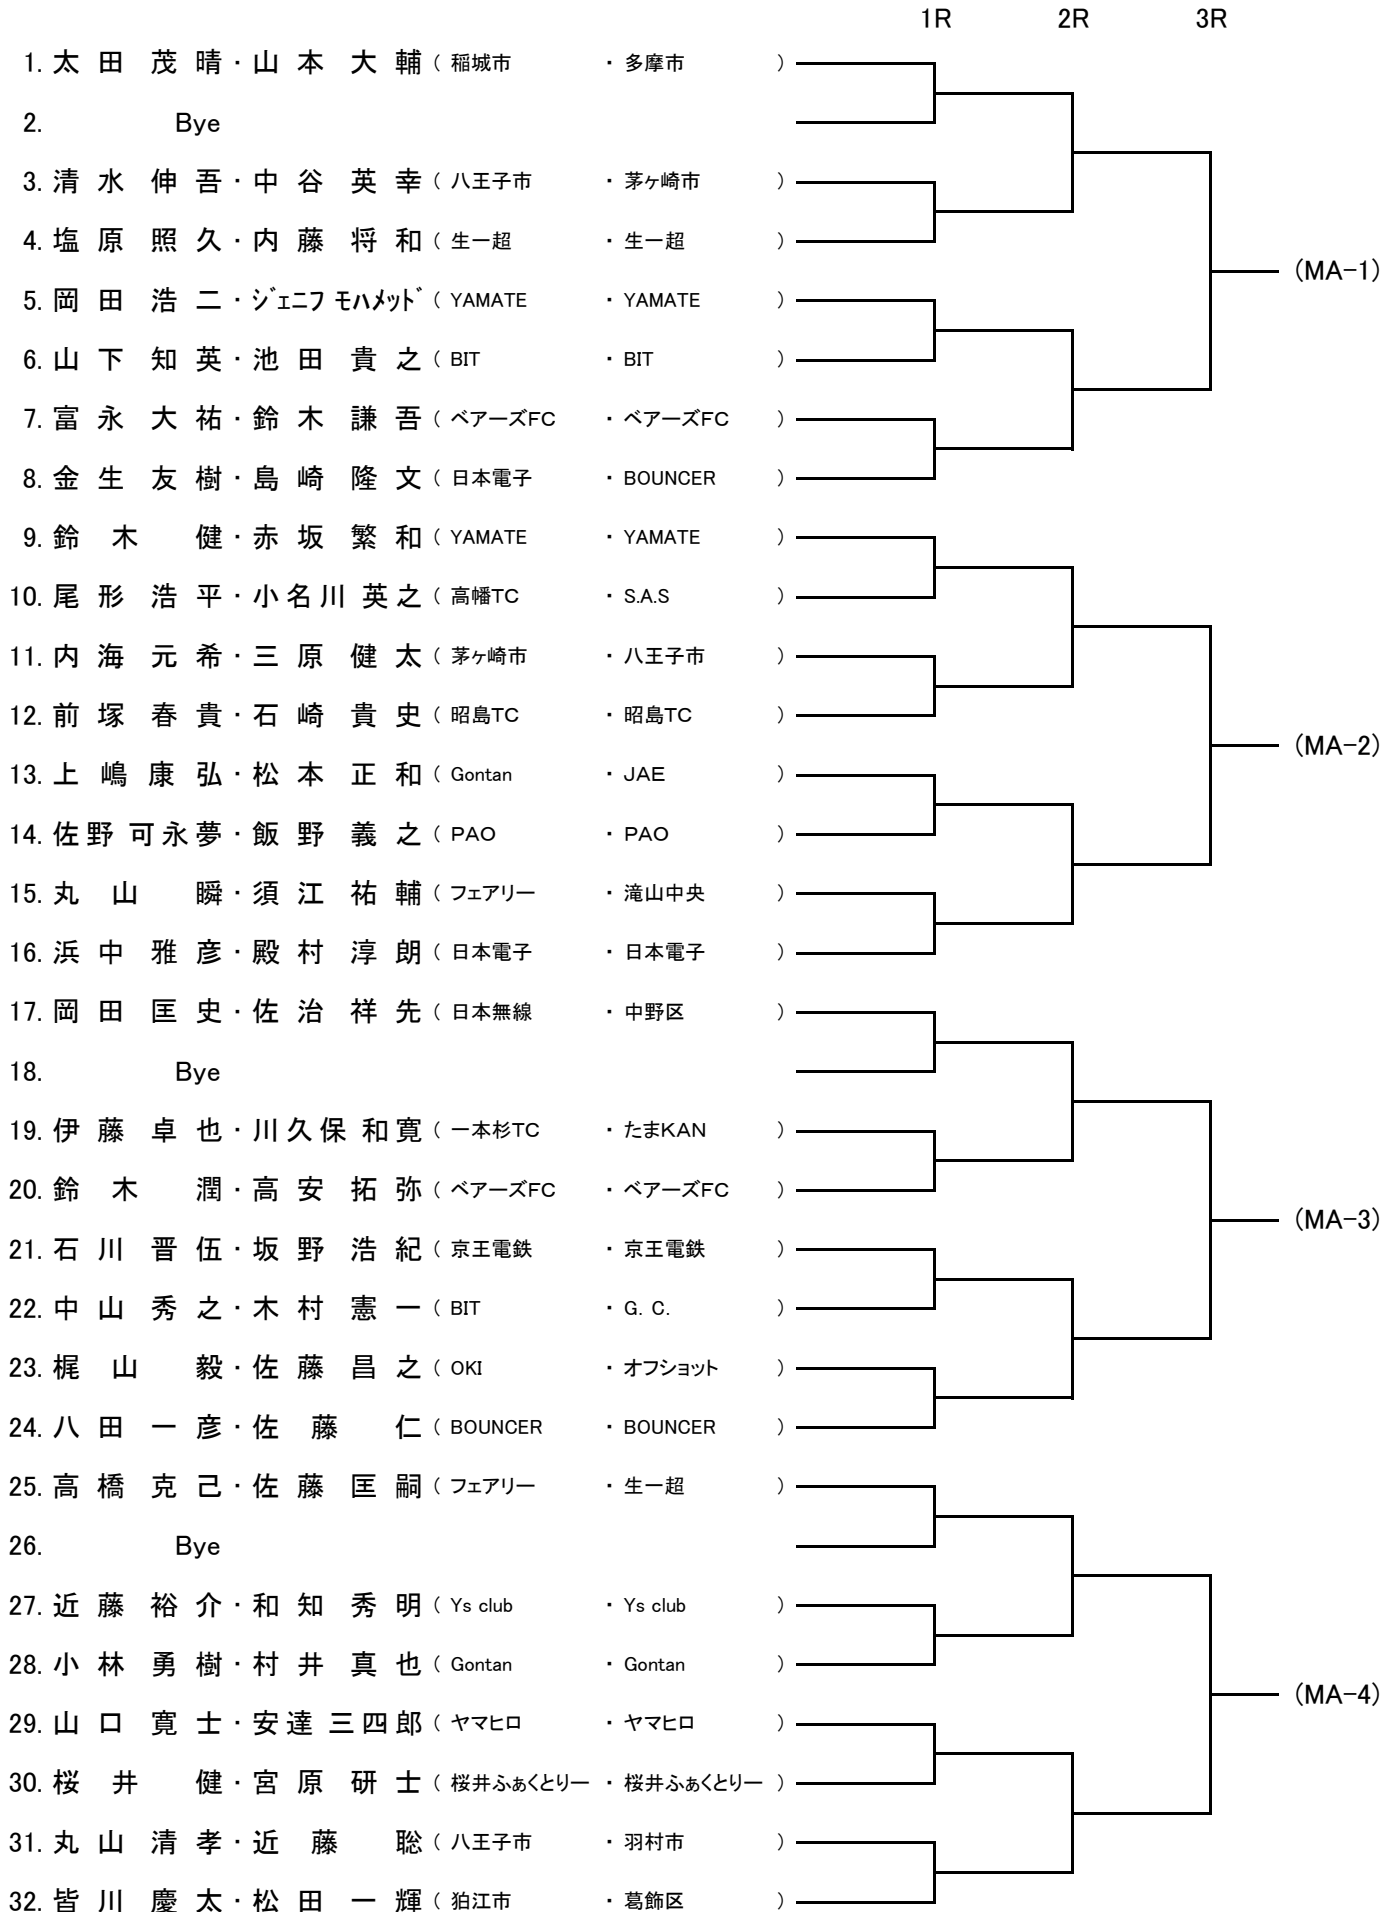 1R 2R 3R
1. 太田 茂晴・山本 大輔 ( 稲城市 ・ 多摩市 )
2. Bye
3. 清水 伸吾・中谷 英幸 ( 八王子市 ・ 茅ヶ崎市 )
4. 塩原 照久・内藤 将和 ( 生一超 ・ 生一超 )
(MA-1)
5. 岡田 浩二・ジェニフ モハメッド ( YAMATE ・ YAMATE )
6. 山下 知英・池田 貴之 ( BIT ・ BIT )
7. 富永 大祐・鈴木 謙吾 ( ベアーズFC ・ ベアーズFC )
8. 金生 友樹・島崎 隆文 ( 日本電子 ・ BOUNCER )
9. 鈴木 健・赤坂 繁和 ( YAMATE ・ YAMATE )
10. 尾形 浩平・小名川 英之 ( 高幡TC ・ S.A.S )
11. 内海 元希・三原 健太 ( 茅ヶ崎市 ・ 八王子市 )
12. 前塚 春貴・石崎 貴史 ( 昭島TC ・ 昭島TC )
(MA-2)
13. 上嶋 康弘・松本 正和 ( Gontan ・ JAE )
14. 佐野 可永夢・飯野 義之 ( PAO ・ PAO )
15. 丸山 瞬・須江 祐輔 ( フェアリー ・ 滝山中央 )
16. 浜中 雅彦・殿村 淳朗 ( 日本電子 ・ 日本電子 )
17. 岡田 匡史・佐治 祥先 ( 日本無線 ・ 中野区 )
18. Bye
19. 伊藤 卓也・川久保 和寛 ( 一本杉TC ・ たまKAN )
20. 鈴木 潤・高安 拓弥 ( ベアーズFC ・ ベアーズFC )
(MA-3)
21. 石川 晋伍・坂野 浩紀 ( 京王電鉄 ・ 京王電鉄 )
22. 中山 秀之・木村 憲一 ( BIT ・ G. C. )
23. 梶山 毅・佐藤 昌之 ( OKI ・ オフショット )
24. 八田 一彦・佐藤 仁 ( BOUNCER ・ BOUNCER )
25. 高橋 克己・佐藤 匡嗣 ( フェアリー ・ 生一超 )
26. Bye
27. 近藤 裕介・和知 秀明 ( Ys club ・ Ys club )
28. 小林 勇樹・村井 真也 ( Gontan ・ Gontan )
(MA-4)
29. 山口 寛士・安達 三四郎 ( ヤマヒロ ・ ヤマヒロ )
30. 桜井 健・宮原 研士 ( 桜井ふぁくとりー ・ 桜井ふぁくとりー )
31. 丸山 清孝・近藤 聡 ( 八王子市 ・ 羽村市 )
32. 皆川 慶太・松田 一輝 ( 狛江市 ・ 葛飾区 )